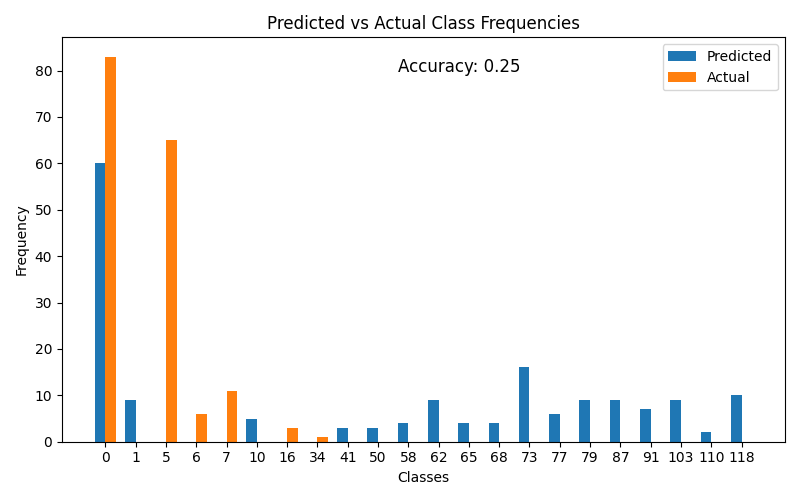 Predicted vs Actual Class Frequencies
Accuracy: 0.25
Predicted
Actual
Frequency
80
70
60
50
40
30
20
10
0
0 1 5 6 7 10 16 34 41 50 58 62 65 68 73 77 79 87 91 103 110 118
Classes